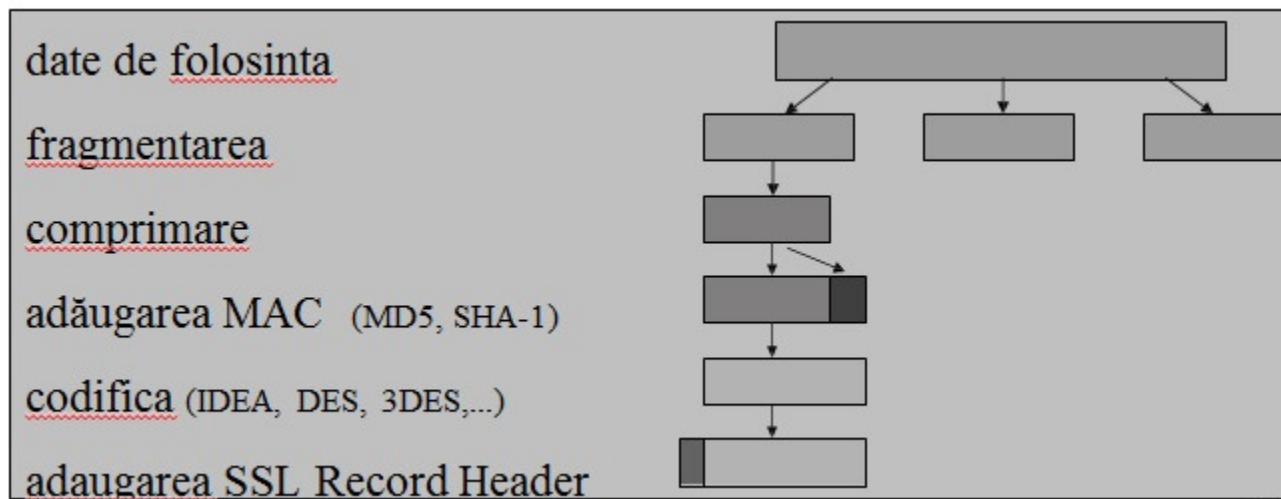 date de folosinta
fragmentarea
comprimare
adăugarea MAC (MD5, SHA-1)
codifica (IDEA, DES, 3DES,...)
adaugarea SSL Record Header